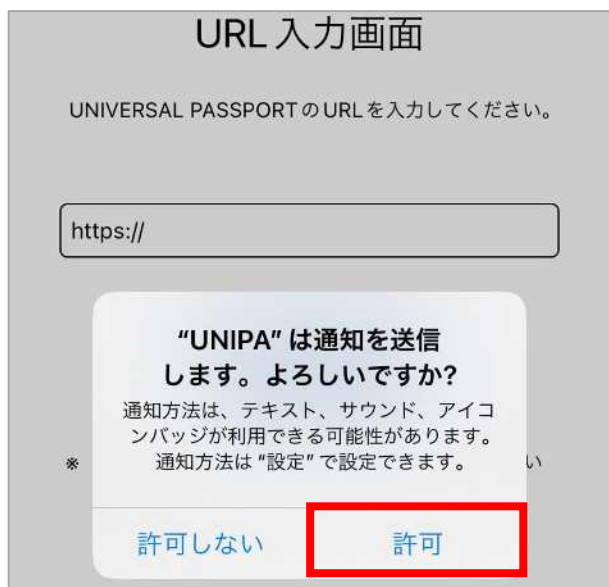 URL入力画面
UNIVERSAL PASSPORTのURLを入力してください。
https://
“UNIPA”は通知を送信
します。よろしいですか?
通知方法は、テキスト、サウンド、アイコ
ンバッジが利用できる可能性があります。
通知方法は“設定”で設定できます。
※ い
許可しない 許可